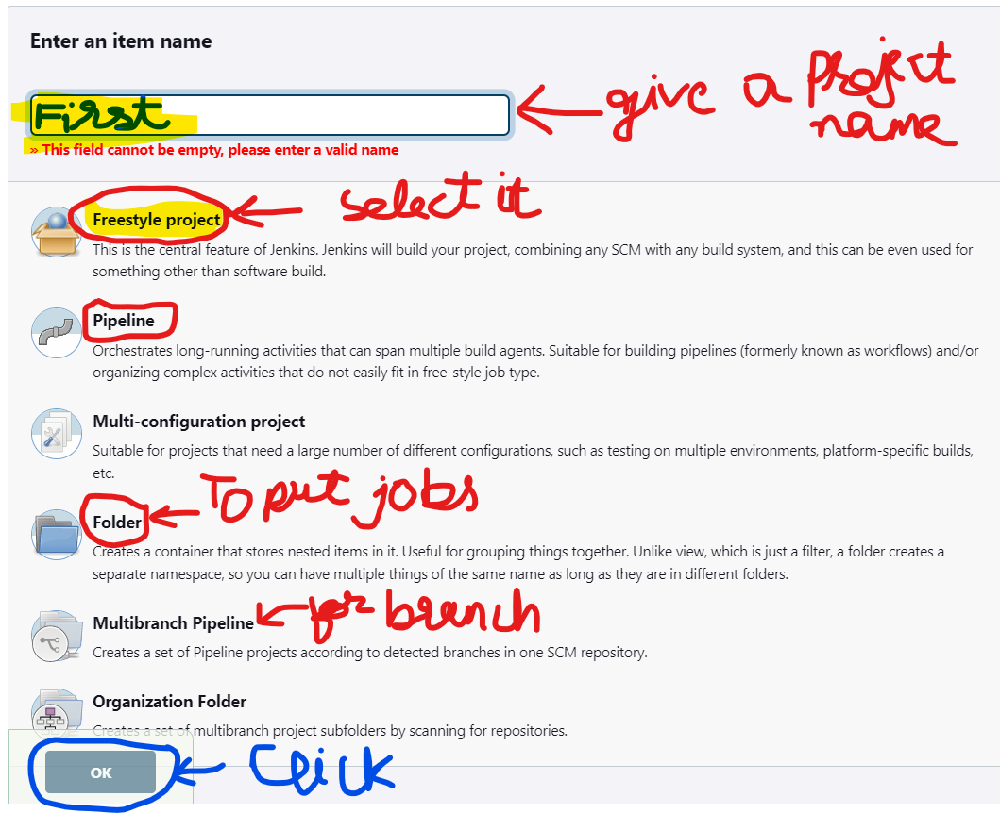 Enter an item name
First
give a project
name
» This field cannot be empty, please enter a valid name
Freestyle project
select it
This is the central feature of Jenkins. Jenkins will build your project, combining any SCM with any build system, and this can be even used for
something other than software build.
Pipeline
Orchestrates long-running activities that can span multiple build agents. Suitable for building pipelines (formerly known as workflows) and/or
organizing complex activities that do not easily fit in free-style job type.
Multi-configuration project
Suitable for projects that need a large number of different configurations, such as testing on multiple environments, platform-specific builds,
etc.
To put jobs
Folder
Creates a container that stores nested items in it. Useful for grouping things together. Unlike view, which is just a filter, a folder creates a
separate namespace, so you can have multiple things of the same name as long as they are in different folders.
Multibranch Pipeline
for branch
Creates a set of Pipeline projects according to detected branches in one SCM repository.
Organization Folder
Creates a set of multibranch project subfolders by scanning for repositories.
OK
Click